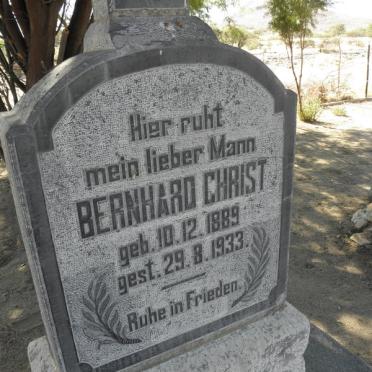 Hier ruht
mein lieber Mann
BERNHARD CHRIST
geb. 10. 12. 1889
gest. 29. 8. 1933.
Ruhe in Frieden.